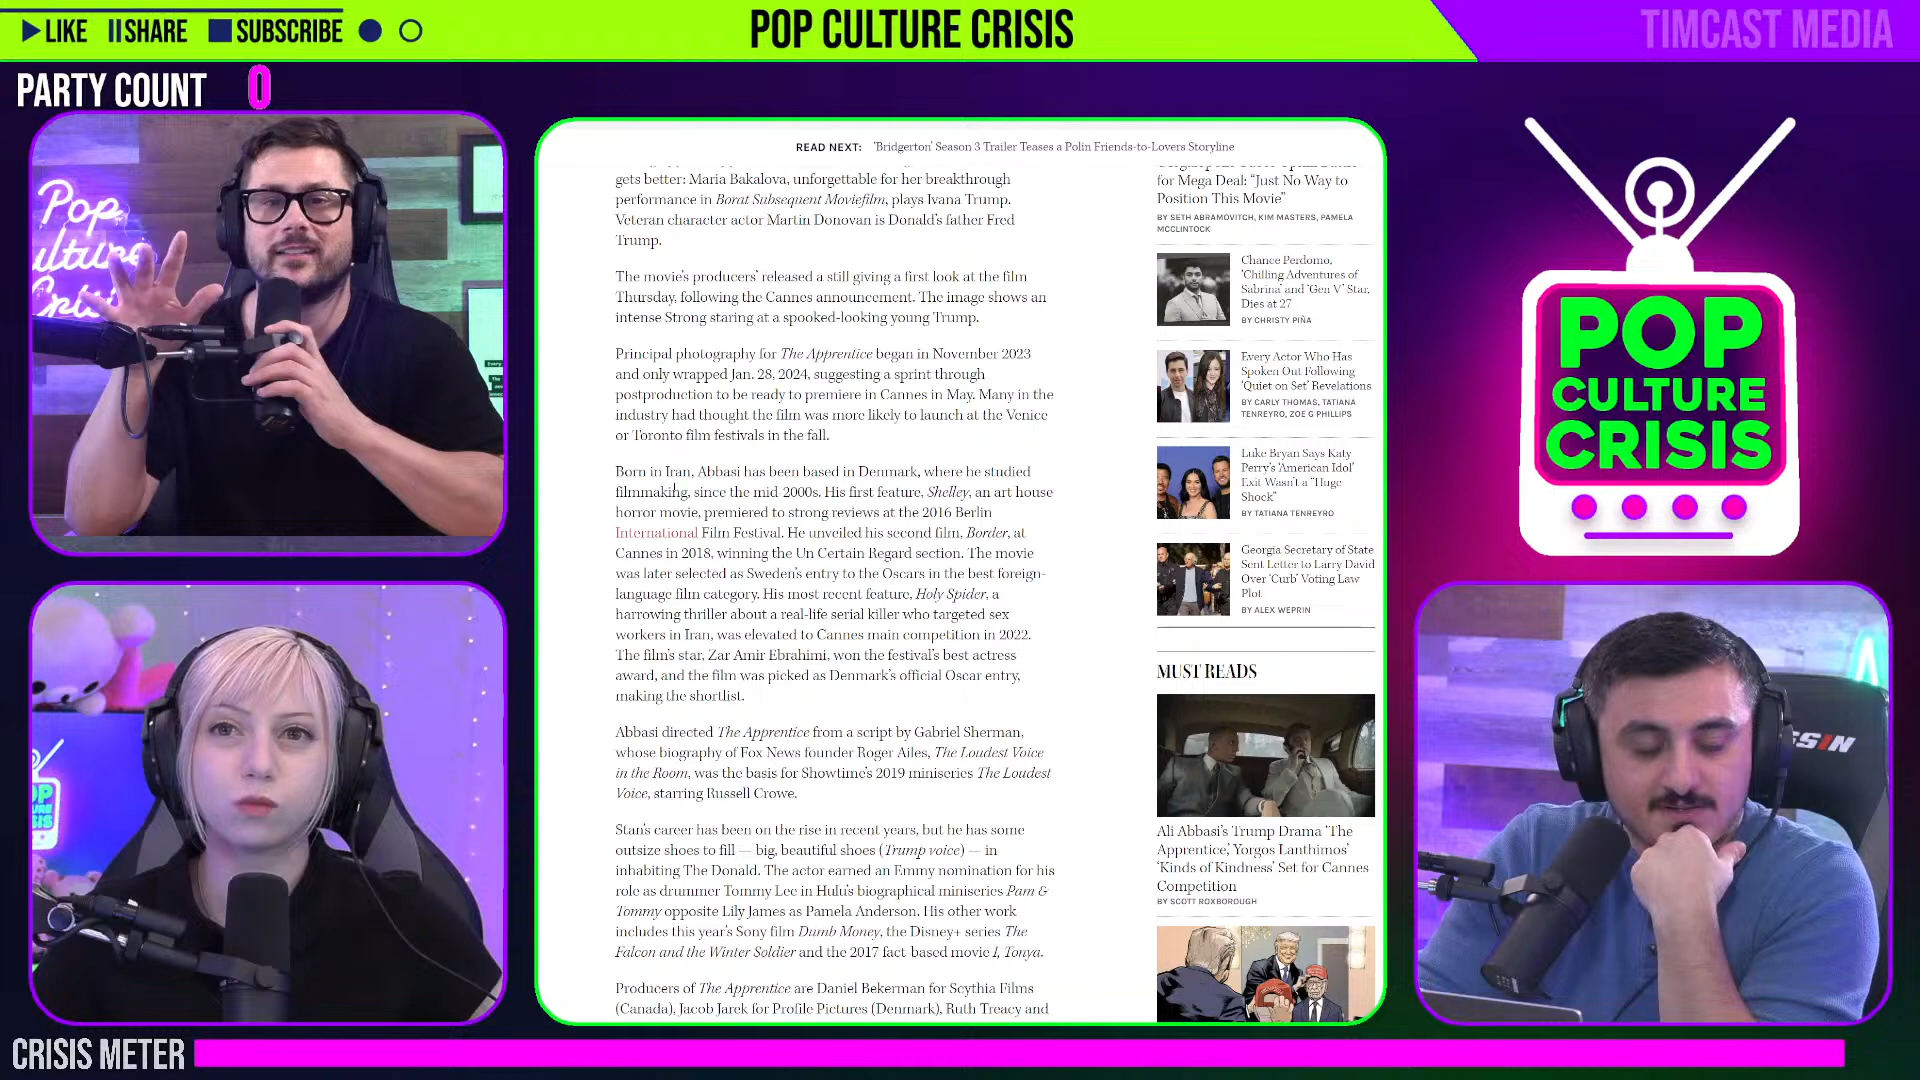 LIKE SHARE SUBSCRIBE
POP CULTURE CRISIS
TIMCAST MEDIA
PARTY COUNT 0
Pop
Culture
Crisis
READ NEXT: 'Bridgerton' Season 3 Trailer Teases a Polin Friends-to-Lovers Storyline
gets better: Maria Bakalova, unforgettable for her breakthrough
performance in Borat Subsequent Moviefilm, plays Ivana Trump.
Veteran character actor Martin Donovan is Donald's father Fred
Trump.
The movie's producers' released a still giving a first look at the film
Thursday, following the Cannes announcement. The image shows an
intense Strong staring at a spooked-looking young Trump.
Principal photography for The Apprentice began in November 2023
and only wrapped Jan. 28, 2024, suggesting a sprint through
postproduction to be ready to premiere in Cannes in May. Many in the
industry had thought the film was more likely to launch at the Venice
or Toronto film festivals in the fall.
Born in Iran, Abbasi has been based in Denmark, where he studied
filmmaking, since the mid-2000s. His first feature, Shelley, an art house
horror movie, premiered to strong reviews at the 2016 Berlin
International Film Festival. He unveiled his second film, Border, at
Cannes in 2018, winning the Un Certain Regard section. The movie
was later selected as Sweden's entry to the Oscars in the best foreign-
language film category. His most recent feature, Holy Spider, a
harrowing thriller about a real-life serial killer who targeted sex
workers in Iran, was elevated to Cannes main competition in 2022.
The film's star, Zar Amir Ebrahimi, won the festival's best actress
award, and the film was picked as Denmark's official Oscar entry,
making the shortlist.
Abbasi directed The Apprentice from a script by Gabriel Sherman,
whose biography of Fox News founder Roger Ailes, The Loudest Voice
in the Room, was the basis for Showtime's 2019 miniseries The Loudest
Voice, starring Russell Crowe.
Stan's career has been on the rise in recent years, but he has some
outsize shoes to fill — big, beautiful shoes (Trump voice) — in
inhabiting The Donald. The actor earned an Emmy nomination for his
role as drummer Tommy Lee in Hulu's biographical miniseries Pam &
Tommy opposite Lily James as Pamela Anderson. His other work
includes this year's Sony film Dumb Money, the Disney+ series The
Falcon and the Winter Soldier and the 2017 fact-based movie I, Tonya.
Producers of The Apprentice are Daniel Bekerman for Scythia Films
(Canada), Jacob Jarek for Profile Pictures (Denmark), Ruth Treacy and
for Mega Deal: “Just No Way to
Position This Movie”
BY SETH ABRAMOVITCH, KIM MASTERS, PAMELA
MCCLINTOCK
Chance Perdomo,
'Chilling Adventures of
Sabrina' and 'Gen V' Star,
Dies at 27
BY CHRISTY PIÑA
Every Actor Who Has
Spoken Out Following
'Quiet on Set' Revelations
BY CARLY THOMAS, TATIANA
TENREYRO, ZOE G PHILLIPS
Luke Bryan Says Katy
Perry's 'American Idol'
Exit Wasn't a “Huge
Shock”
BY TATIANA TENREYRO
Georgia Secretary of State
Sent Letter to Larry David
Over 'Curb' Voting Law
Plot
BY ALEX WEPRIN
MUST READS
Ali Abbasi's Trump Drama 'The
Apprentice,' Yorgos Lanthimos'
'Kinds of Kindness' Set for Cannes
Competition
BY SCOTT ROXBOROUGH
POP
CULTURE
CRISIS
CRISIS METER